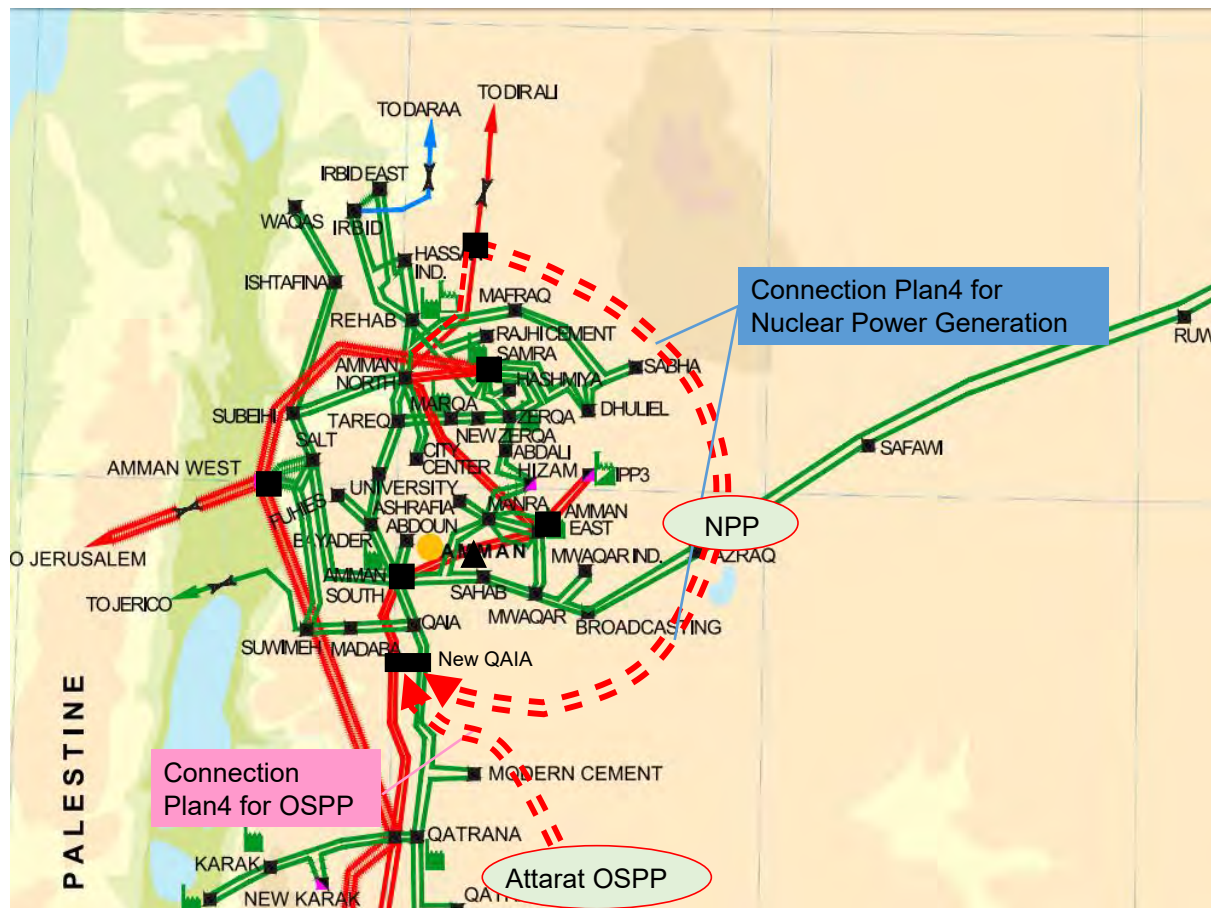 TO DARAA
TO DIR ALI
IRBID EAST
WAQAS
IRBID
HASSAN
IND.
ISHTAFINA
MAFRAQ
REHAB
RAJHI CEMENT
SAMRA
AMMAN
NORTH
HASHMIYA
SABHA
SUBEIHI
TAREQ
MARQA
ZERQA
DHULIEL
NEW ZERQA
SALT
CITY
CENTER
ABDALI
HIZAM
IPP3
AMMAN WEST
FUHIES
UNIVERSITY
ASHRAFIA
MANRA
AMMAN
EAST
ABDOUN
BAYADER
AMMAN
MWAQAR IND.
AZRAQ
SAFAWI
RUW
O JERUSALEM
TO JERICO
AMMAN
SOUTH
SAHAB
MWAQAR
BROADCASTING
QAIA
SUWIMEH
MADABA
New QAIA
Connection Plan4 for
Nuclear Power Generation
NPP
PALESTINE
Connection
Plan4 for OSPP
MODERN CEMENT
QATRANA
KARAK
NEW KARAK
Attarat OSPP